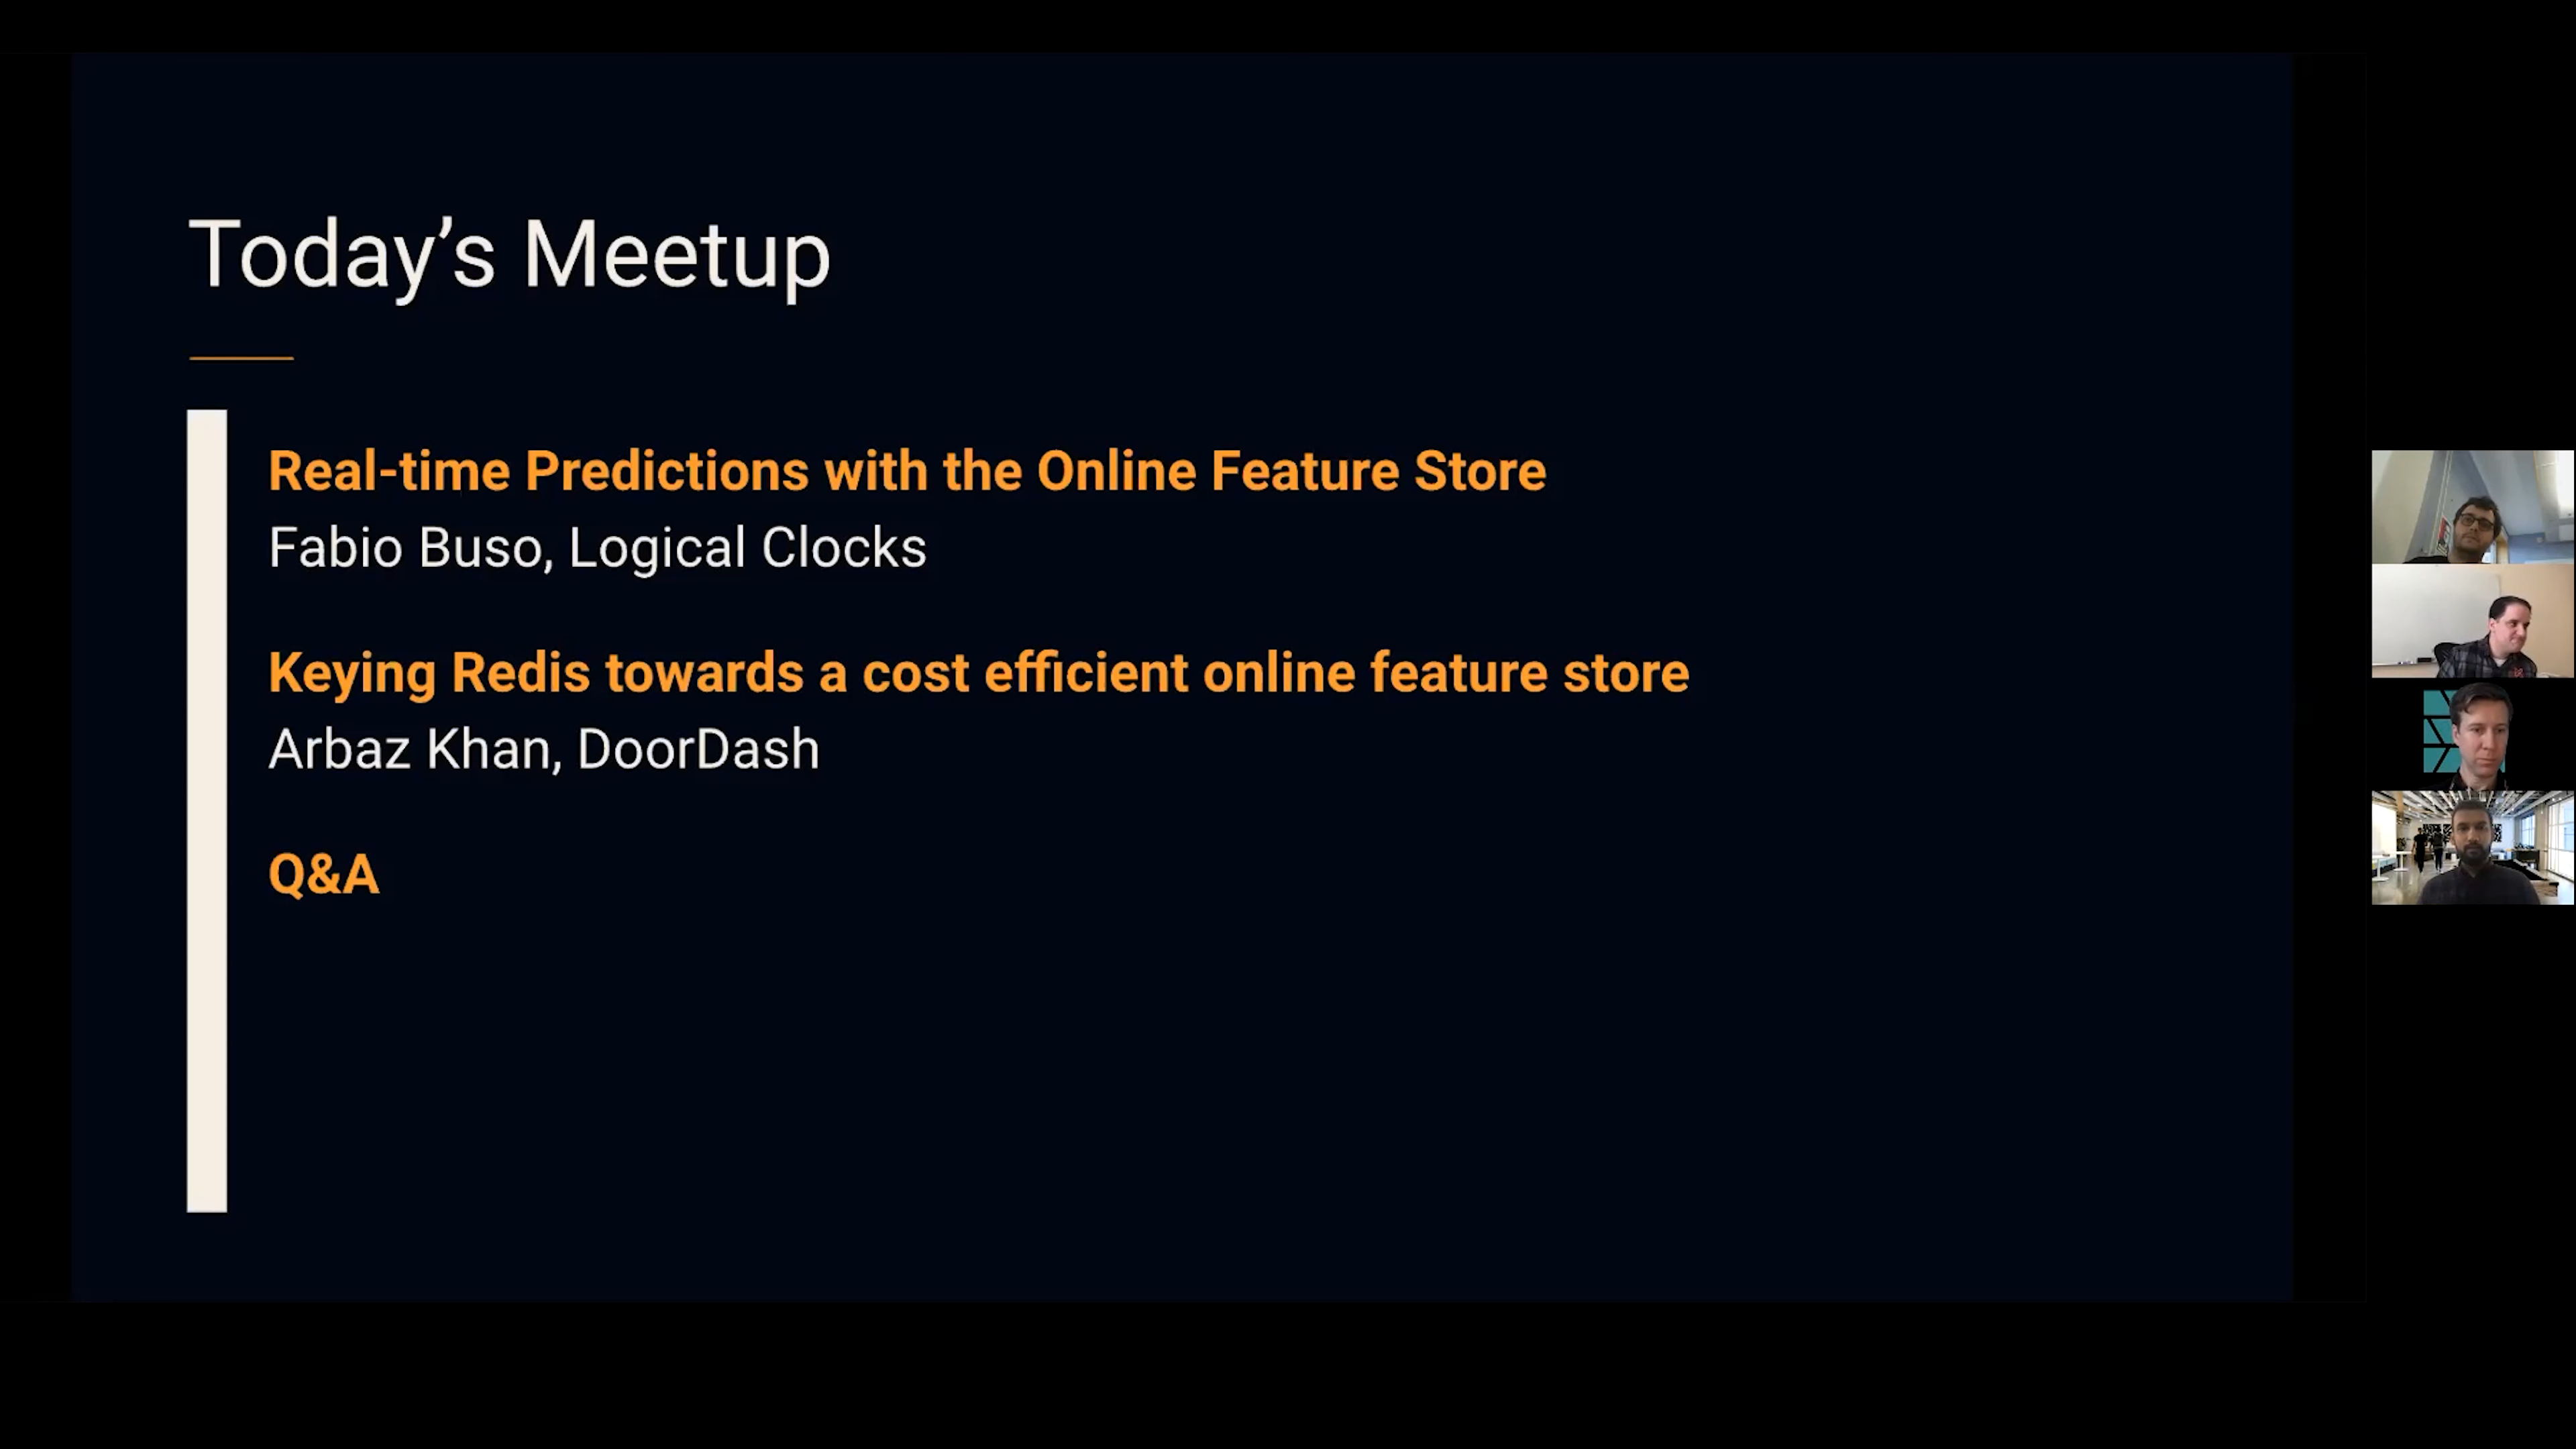 Today’s Meetup
Real-time Predictions with the Online Feature Store
Fabio Buso, Logical Clocks
Keying Redis towards a cost efficient online feature store
Arbaz Khan, DoorDash
Q&A